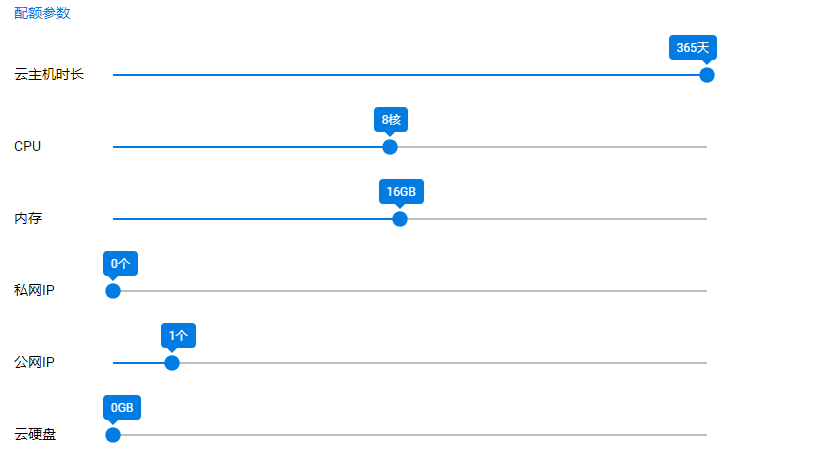 配额参数
365天
云主机时长
8核
CPU
16GB
内存
0个
私网IP
1个
公网IP
0GB
云硬盘